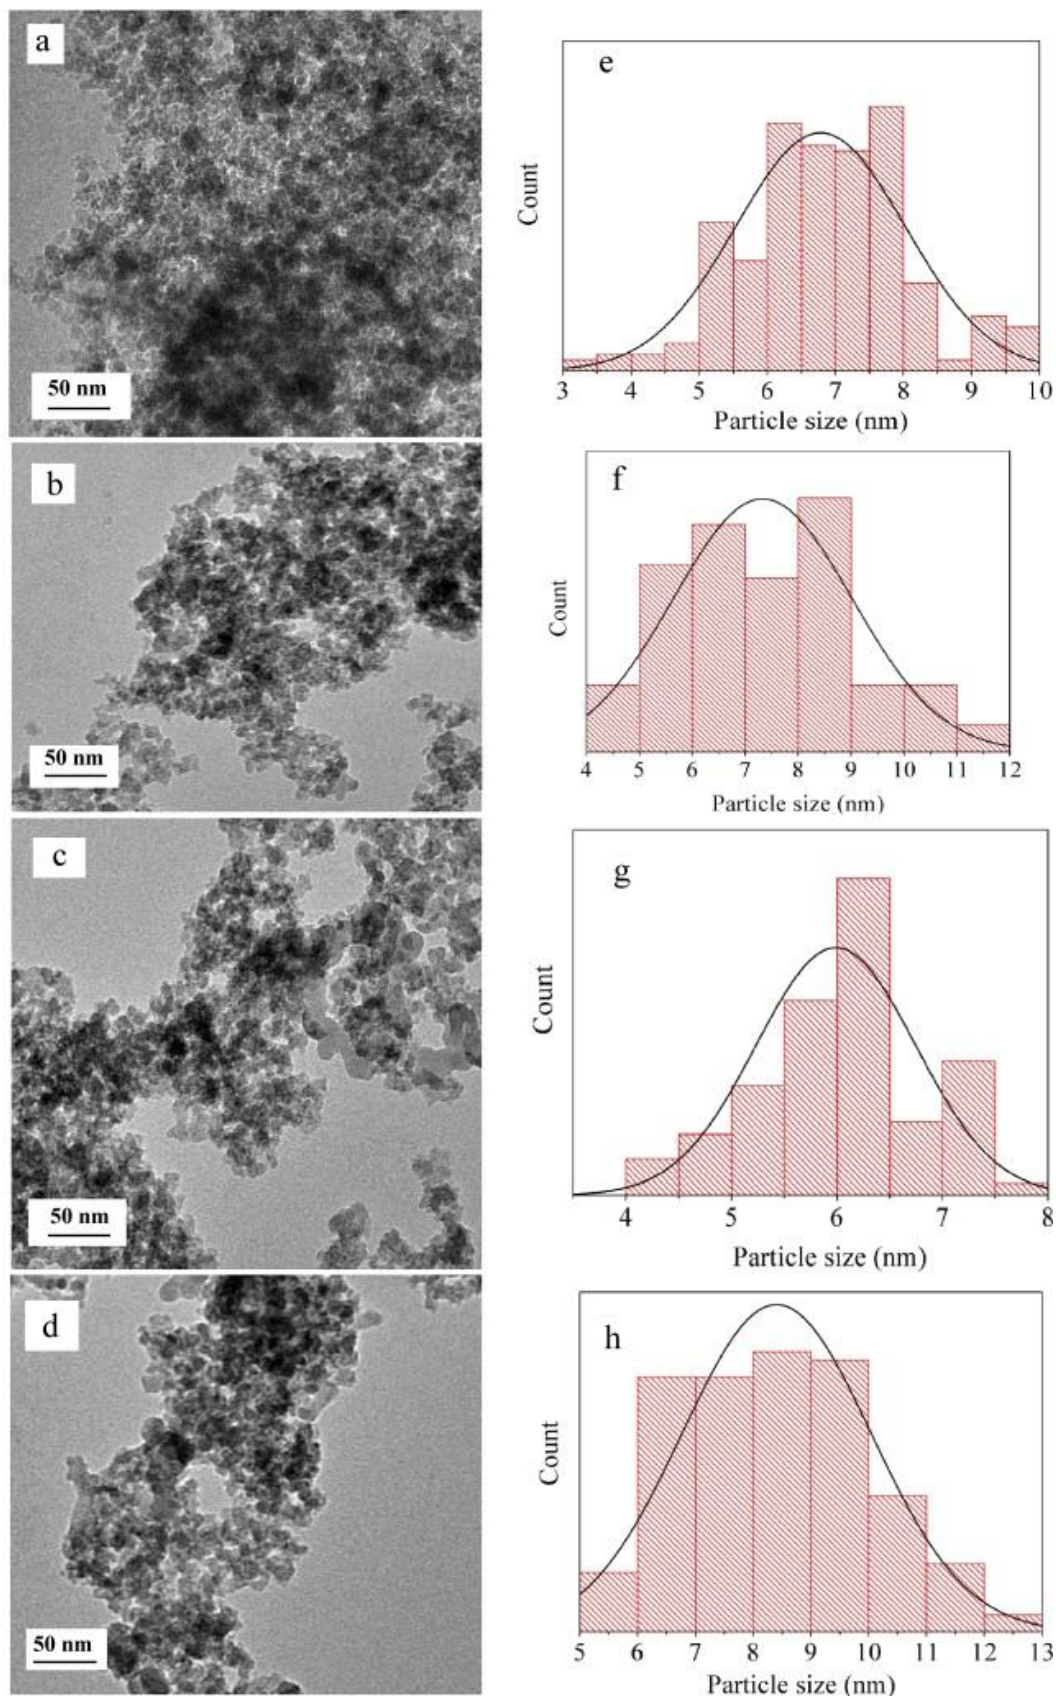 a
50 nm
e
Count
3 4 5 6 7 8 9 10
Particle size (nm)
b
50 nm
f
Count
4 5 6 7 8 9 10 11 12
Particle size (nm)
c
50 nm
g
Count
4 5 6 7 8
Particle size (nm)
d
50 nm
h
Count
5 6 7 8 9 10 11 12 13
Particle size (nm)